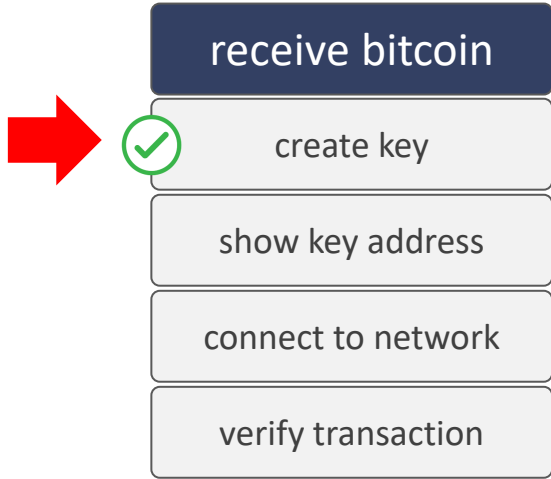 receive bitcoin
create key
show key address
connect to network
verify transaction